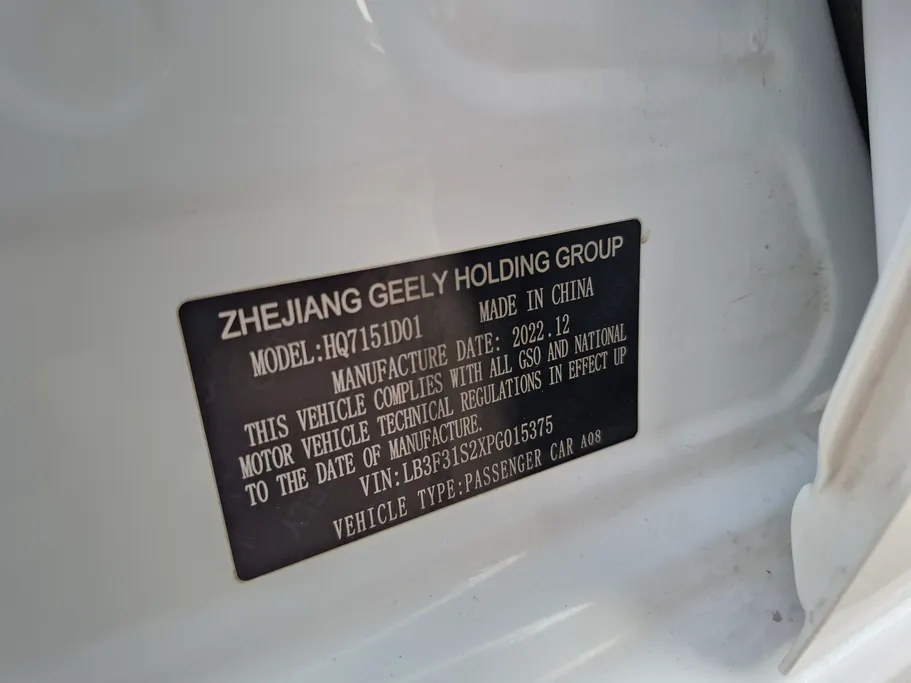 ZHEJIANG GEELY HOLDING GROUP
MODEL:HQ7151D01 MADE IN CHINA
MANUFACTURE DATE: 2022.12
THIS VEHICLE COMPLIES WITH ALL GSO AND NATIONAL
MOTOR VEHICLE TECHNICAL REGULATIONS IN EFFECT UP
TO THE DATE OF MANUFACTURE.
VIN:LB3F31S2XPG015375
VEHICLE TYPE:PASSENGER CAR A08